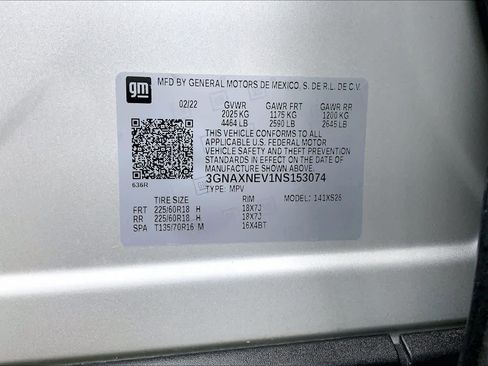 gm
MFD BY GENERAL MOTORS DE MEXICO, S. DE R.L. DE C.V.
02/22 GVWR GAWR FRT GAWR RR
2025 KG 1175 KG 1200 KG
4464 LB 2590 LB 2645 LB
THIS VEHICLE CONFORMS TO ALL
APPLICABLE U.S. FEDERAL MOTOR
VEHICLE SAFETY AND THEFT
PREVENTION STANDARDS IN EFFECT ON
THE DATE OF MANUFACTURE SHOWN ABOVE.
3GNAXNEV1NS153074
636R TYPE: MPV
TIRE SIZE RIM MODEL: 141XS26
FRT 225/60R18 H 18X7J
RR 225/60R18 H 18X7J
SPA T135/70R16 M 16X4BT